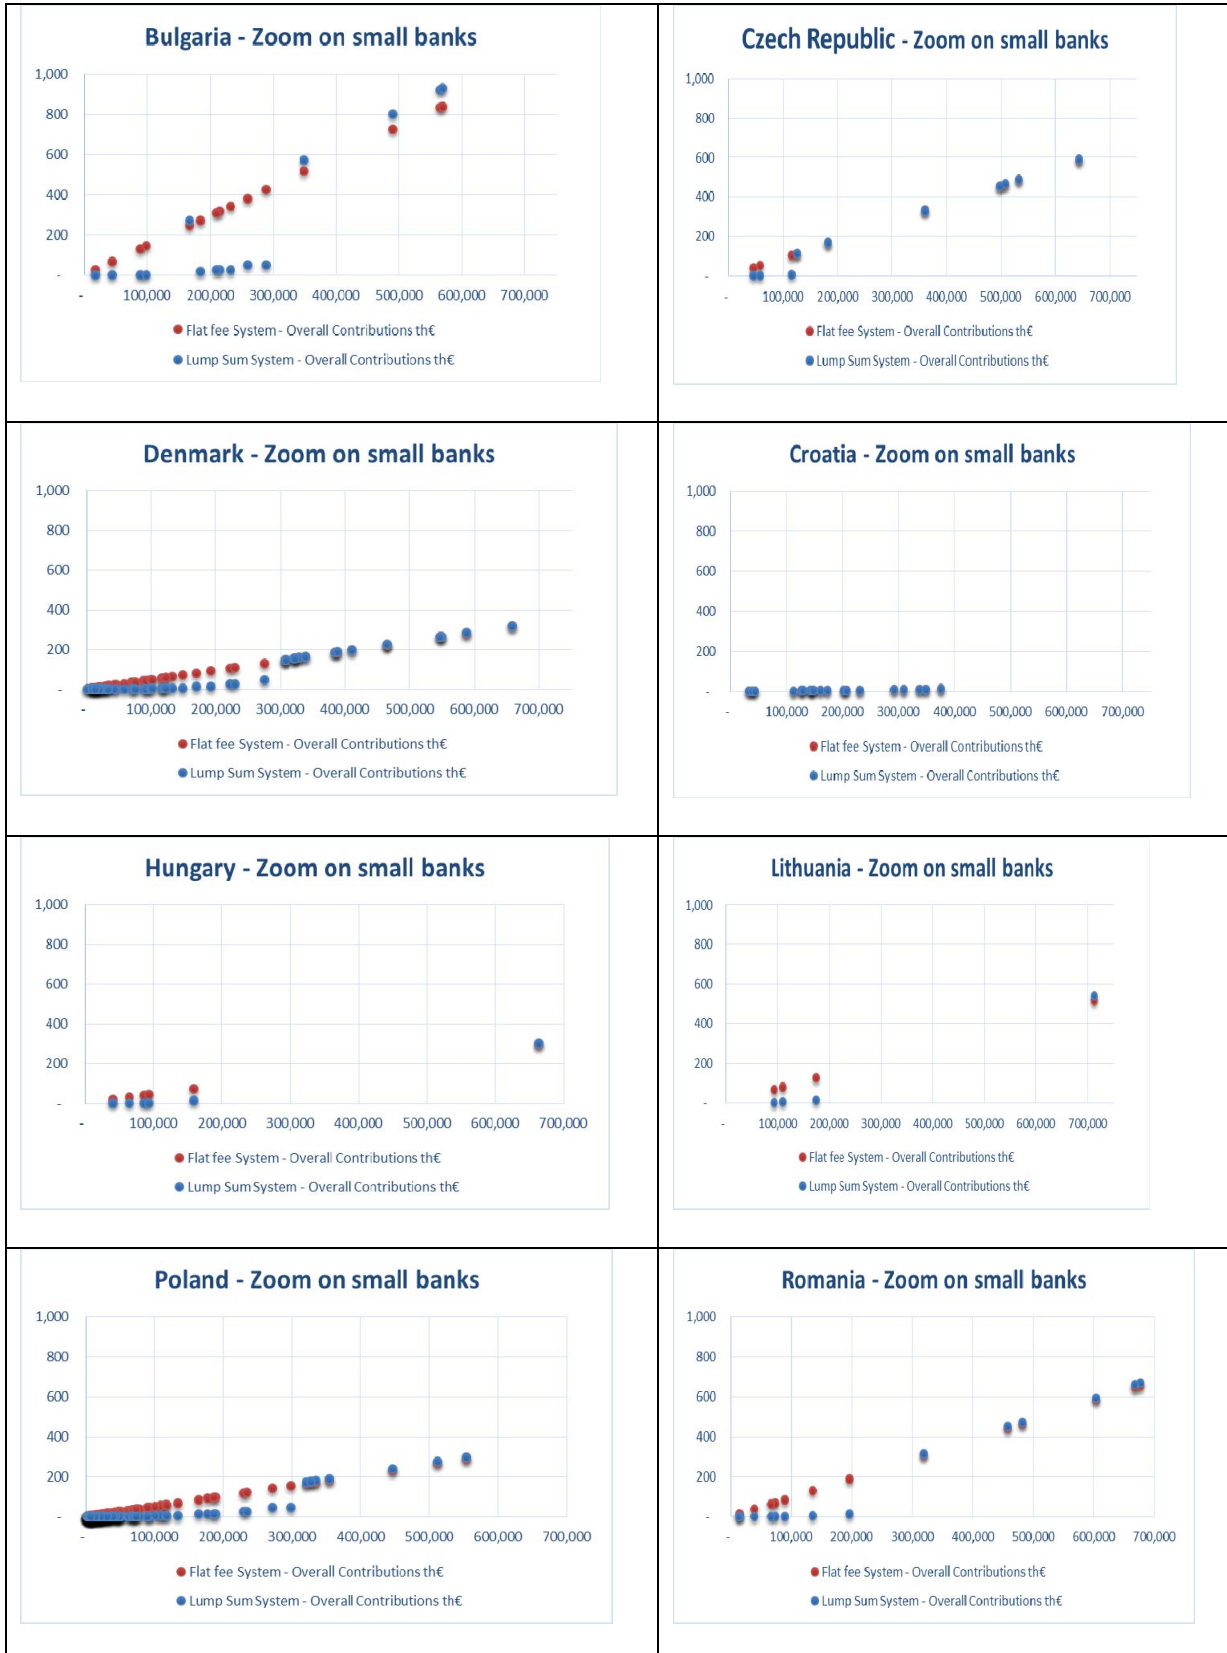 Bulgaria - Zoom on small banks
1,000
800
600
400
200
-
- 100,000 200,000 300,000 400,000 500,000 600,000 700,000
Flat fee System - Overall Contributions th€
Lump Sum System - Overall Contributions th€
Czech Republic - Zoom on small banks
1,000
800
600
400
200
-
- 100,000 200,000 300,000 400,000 500,000 600,000 700,000
Flat fee System - Overall Contributions th€
Lump Sum System - Overall Contributions th€
Denmark - Zoom on small banks
1,000
800
600
400
200
-
- 100,000 200,000 300,000 400,000 500,000 600,000 700,000
Flat fee System - Overall Contributions th€
Lump Sum System - Overall Contributions th€
Croatia - Zoom on small banks
1,000
800
600
400
200
-
- 100,000 200,000 300,000 400,000 500,000 600,000 700,000
Flat fee System - Overall Contributions th€
Lump Sum System - Overall Contributions th€
Hungary - Zoom on small banks
1,000
800
600
400
200
-
- 100,000 200,000 300,000 400,000 500,000 600,000 700,000
Flat fee System - Overall Contributions th€
Lump Sum System - Overall Contributions th€
Lithuania - Zoom on small banks
1,000
800
600
400
200
-
- 100,000 200,000 300,000 400,000 500,000 600,000 700,000
Flat fee System - Overall Contributions th€
Lump Sum System - Overall Contributions th€
Poland - Zoom on small banks
1,000
800
600
400
200
-
- 100,000 200,000 300,000 400,000 500,000 600,000 700,000
Flat fee System - Overall Contributions th€
Lump Sum System - Overall Contributions th€
Romania - Zoom on small banks
1,000
800
600
400
200
-
- 100,000 200,000 300,000 400,000 500,000 600,000 700,000
Flat fee System - Overall Contributions th€
Lump Sum System - Overall Contributions th€